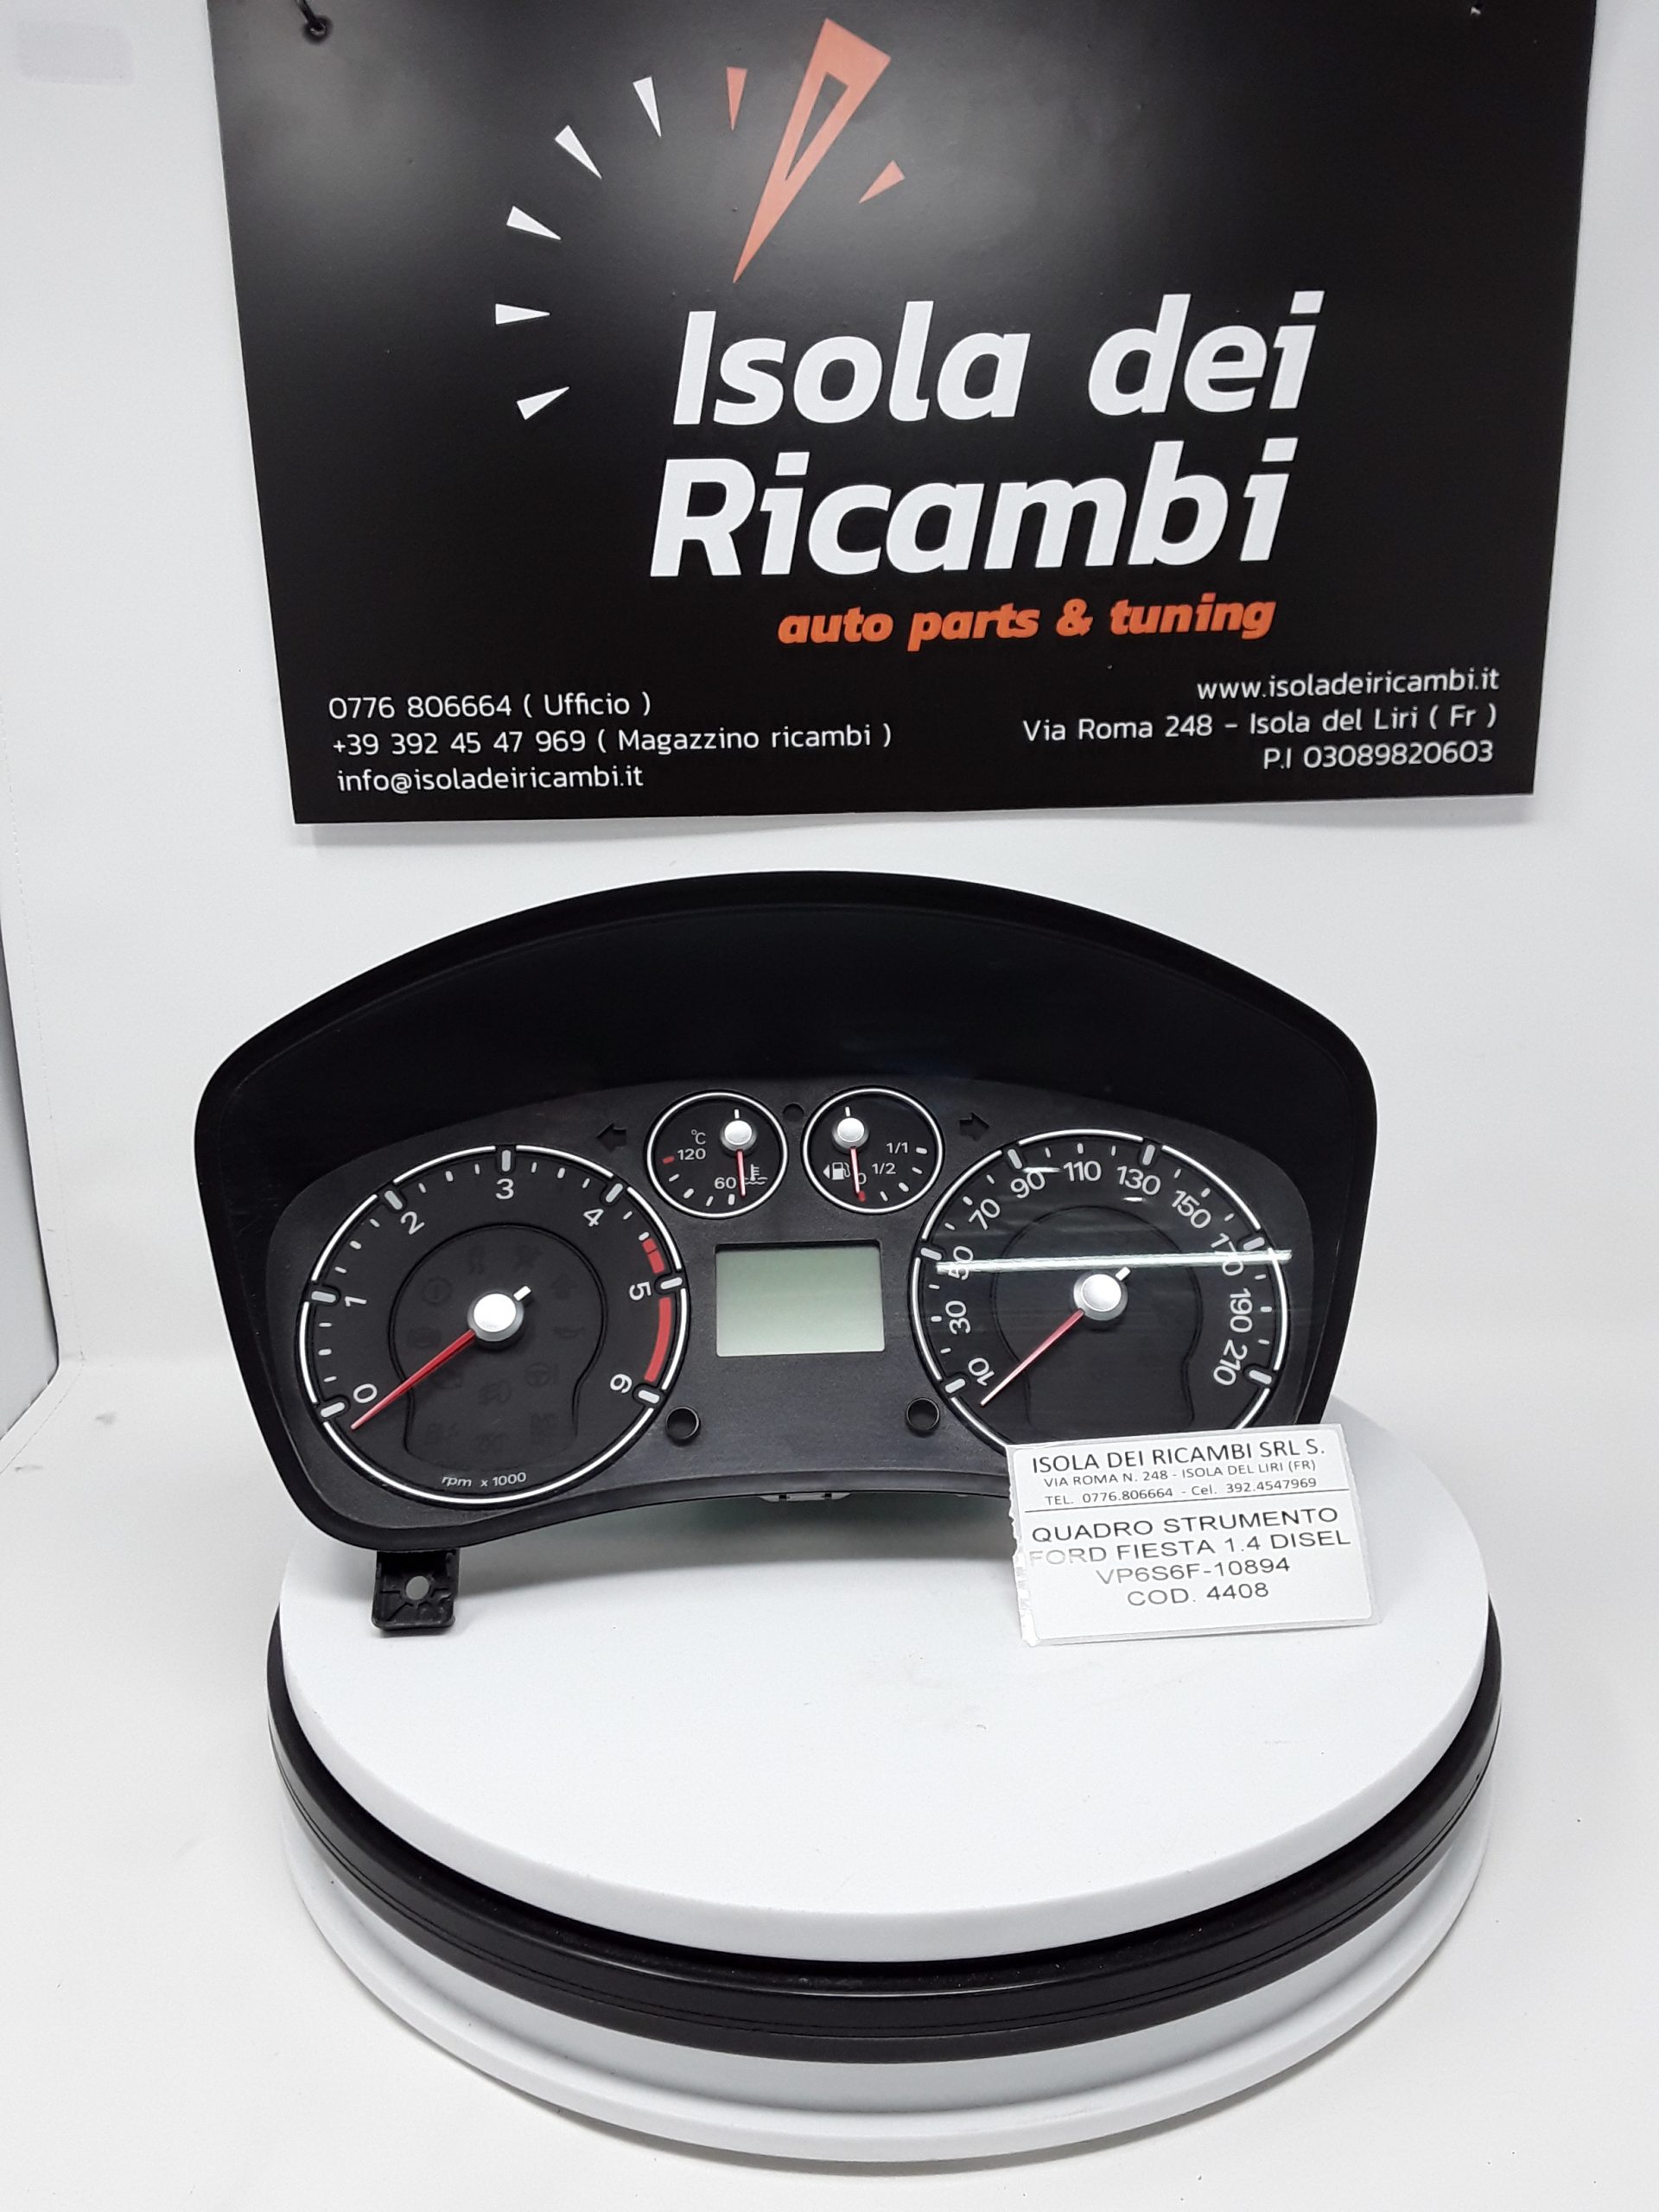 Isola dei
Ricambi
auto parts & tuning
0776 806664 ( Ufficio )
+39 392 45 47 969 ( Magazzino ricambi )
info@isoladeiricambi.it
www.isoladeiricambi.it
Via Roma 248 - Isola del Liri ( Fr )
P.I 03089820603
°C
120
60
1/1
1/2
0
0
1
2
3
4
5
6
rpm x 1000
10
30
50
70
90
110
130
150
170
190
210
ISOLA DEI RICAMBI SRL S.
VIA ROMA N. 248 - ISOLA DEL LIRI (FR)
TEL. 0776.806664 - Cel. 392.4547969
QUADRO STRUMENTO
FORD FIESTA 1.4 DISEL
VP6S6F-10894
COD. 4408